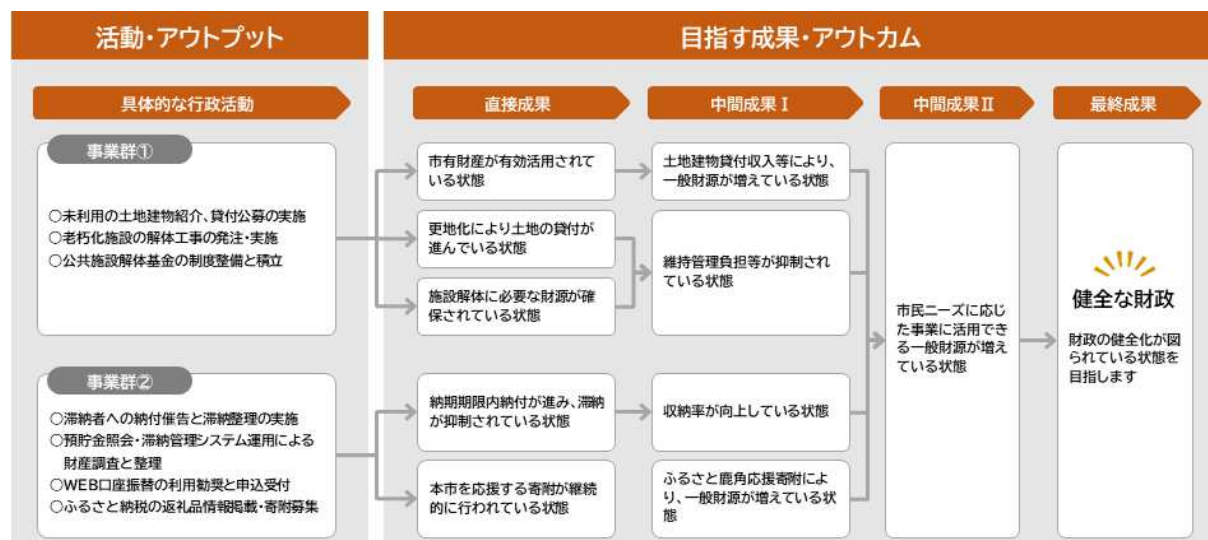 活動・アウトプット
目指す成果・アウトカム
具体的な行政活動
直接成果
中間成果Ⅰ
中間成果Ⅱ
最終成果
事業群①
○未利用の土地建物紹介、貸付公募の実施
○老朽化施設の解体工事の発注・実施
○公共施設解体基金の制度整備と積立
市有財産が有効活用されて
いる状態
更地化により土地の貸付が
進んでいる状態
施設解体に必要な財源が確
保されている状態
土地建物貸付収入等により、
一般財源が増えている状態
維持管理負担等が抑制され
ている状態
事業群②
○滞納者への納付催告と滞納整理の実施
○預貯金照会・滞納管理システム運用による
財産調査と整理
○WEB口座振替の利用勧奨と申込受付
○ふるさと納税の返礼品情報掲載・寄附募集
納期期限内納付が進み、滞納
が抑制されている状態
本市を応援する寄附が継続
的に行われている状態
収納率が向上している状態
ふるさと鹿角応援寄附によ
り、一般財源が増えている状
態
市民ニーズに応じ
た事業に活用でき
る一般財源が増え
ている状態
健全な財政
財政の健全化が図
られている状態を
目指します